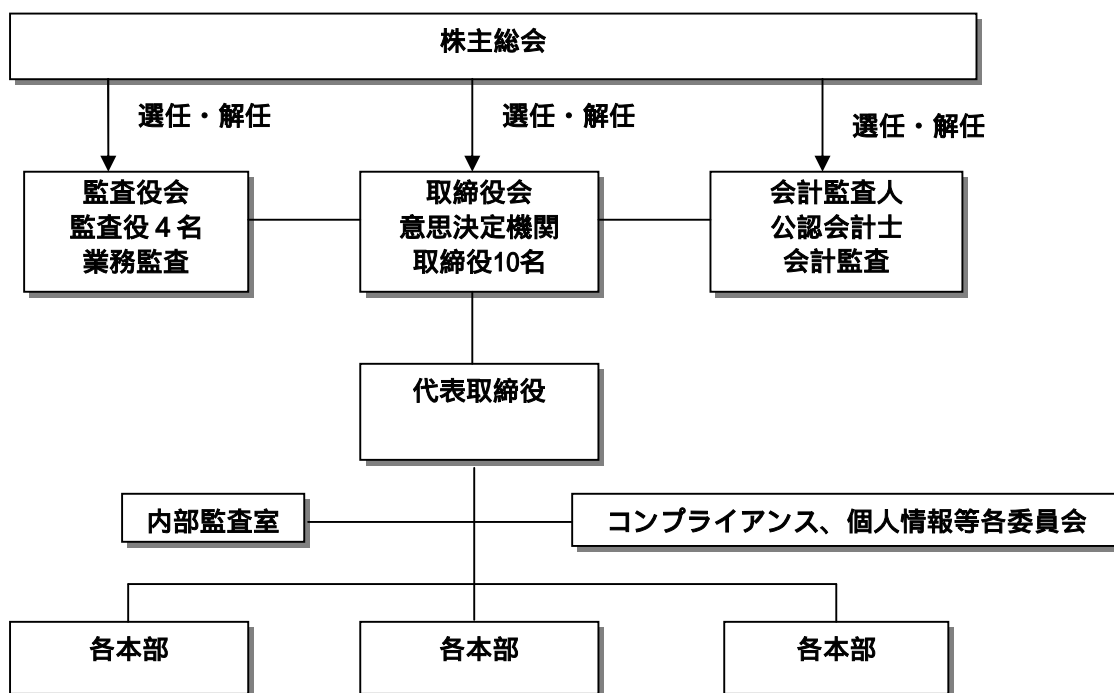 株主総会
選任・解任
選任・解任
選任・解任
監査役会
監査役４名
業務監査
取締役会
意思決定機関
取締役10名
会計監査人
公認会計士
会計監査
代表取締役
内部監査室
コンプライアンス、個人情報等各委員会
各本部
各本部
各本部